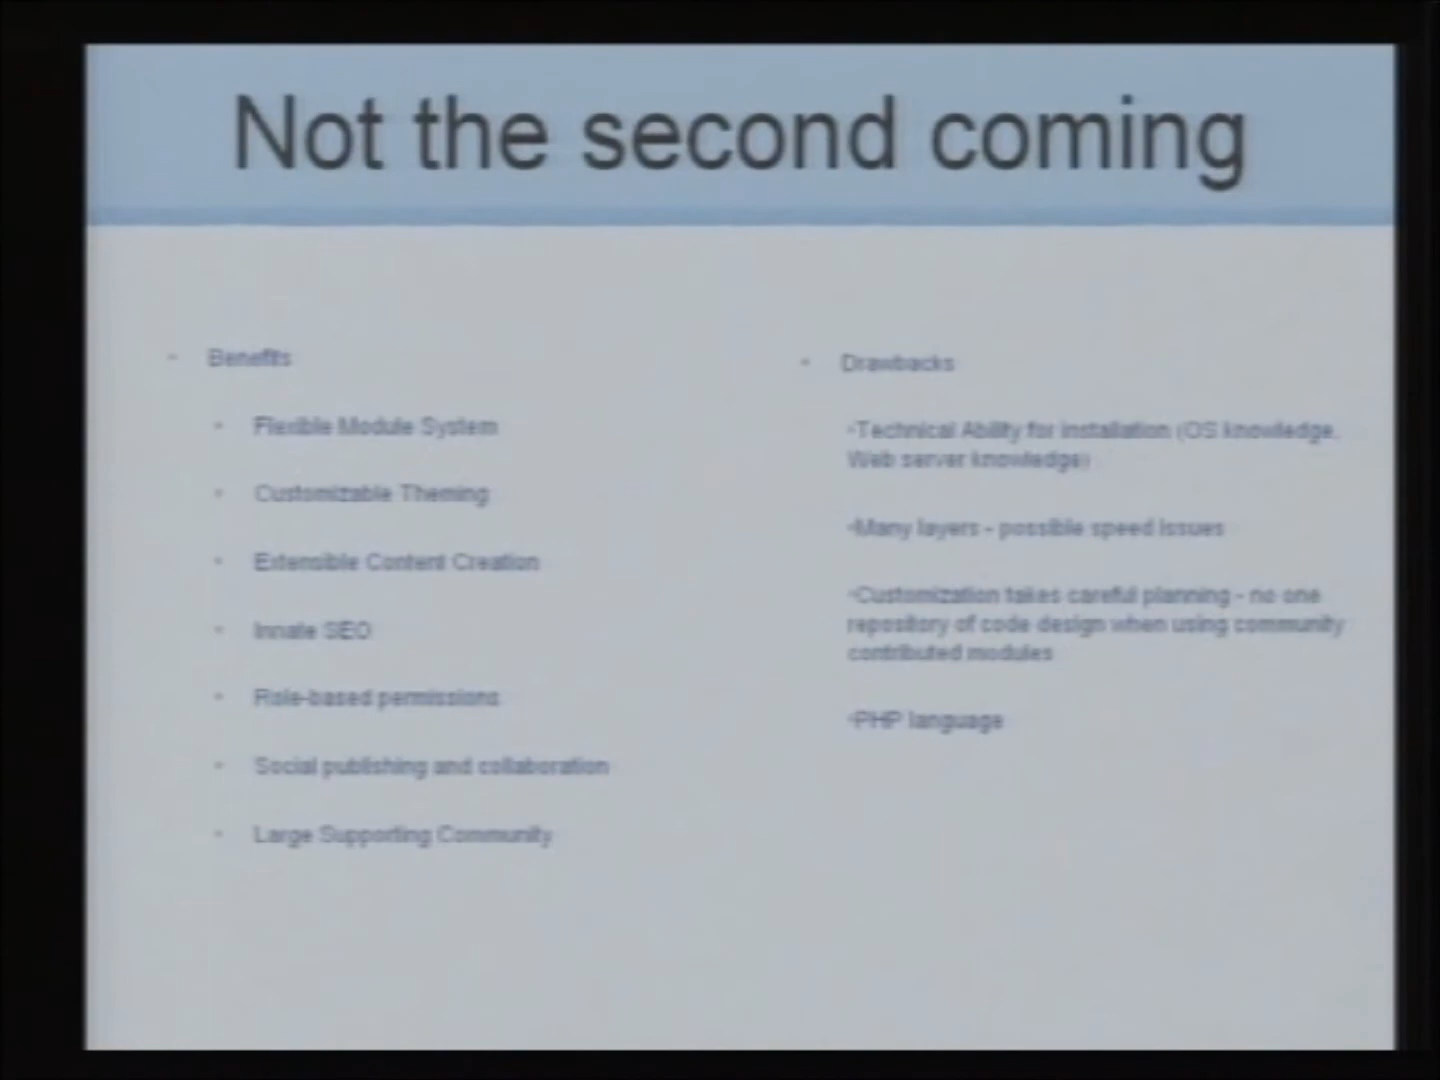 Not the second coming
• Benefits
• Flexible Module System
• Customizable Theming
• Extensible Content Creation
• Innate SEO
• Role-based permissions
• Social publishing and collaboration
• Large Supporting Community
• Drawbacks
•Technical Ability for installation (OS knowledge,
Web server knowledge)
•Many layers - possible speed issues
•Customization takes careful planning - no one
repository of code design when using community
contributed modules
•PHP language